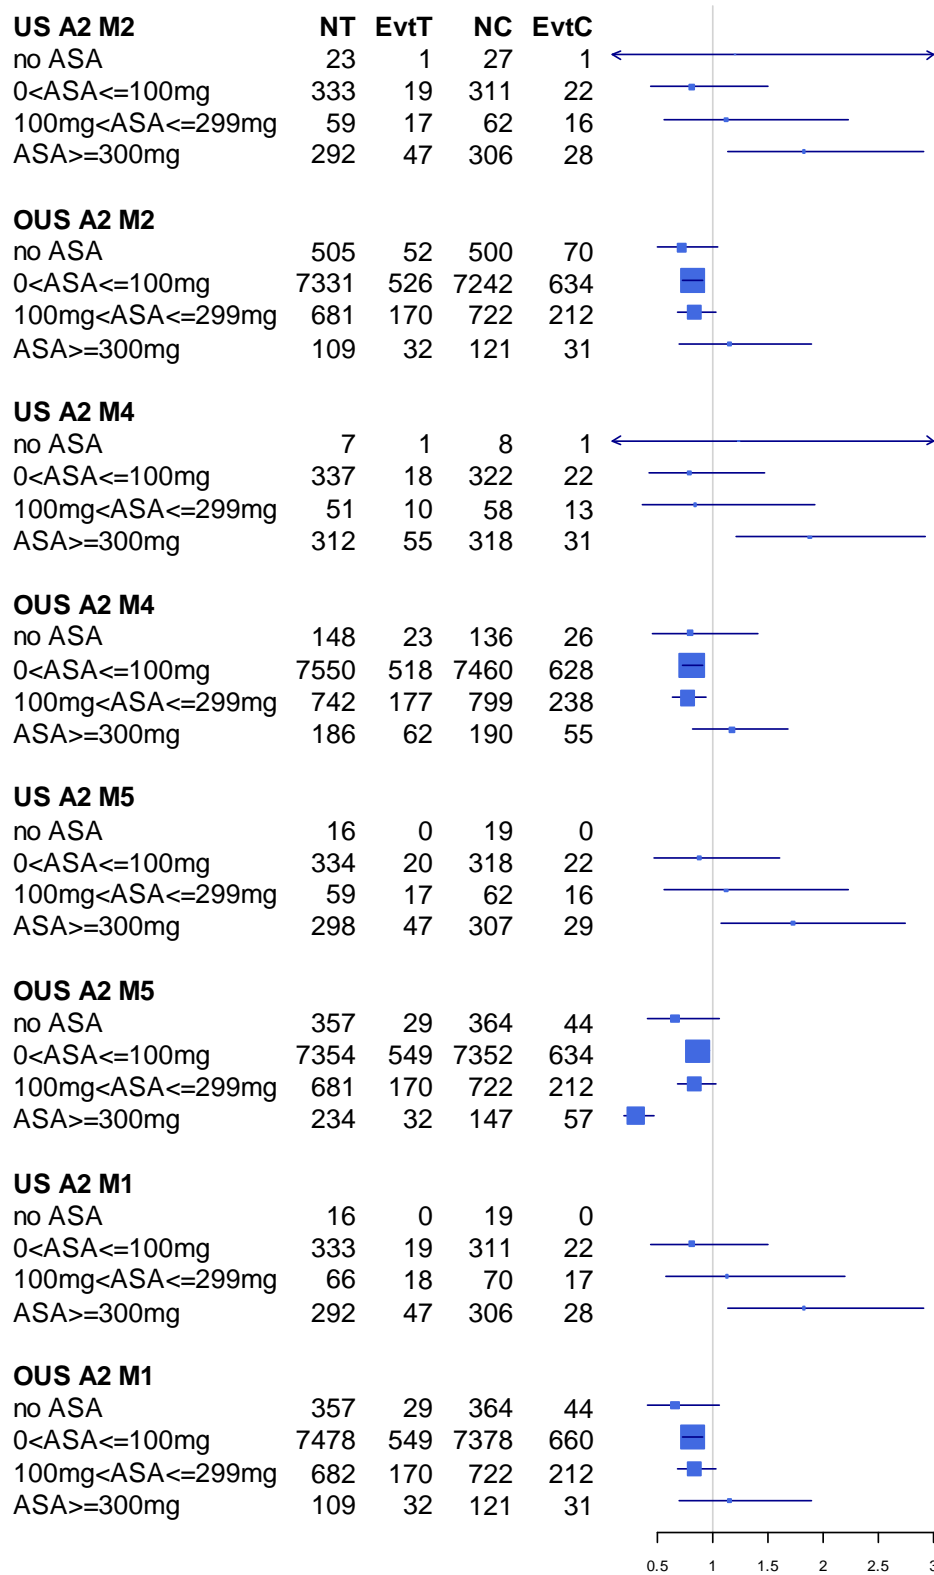 US A2 M2 NT EvtT NC EvtC
no ASA 23 1 27 1
0<ASA<=100mg 333 19 311 22
100mg<ASA<=299mg 59 17 62 16
ASA>=300mg 292 47 306 28
OUS A2 M2
no ASA 505 52 500 70
0<ASA<=100mg 7331 526 7242 634
100mg<ASA<=299mg 681 170 722 212
ASA>=300mg 109 32 121 31
US A2 M4
no ASA 7 1 8 1
0<ASA<=100mg 337 18 322 22
100mg<ASA<=299mg 51 10 58 13
ASA>=300mg 312 55 318 31
OUS A2 M4
no ASA 148 23 136 26
0<ASA<=100mg 7550 518 7460 628
100mg<ASA<=299mg 742 177 799 238
ASA>=300mg 186 62 190 55
US A2 M5
no ASA 16 0 19 0
0<ASA<=100mg 334 20 318 22
100mg<ASA<=299mg 59 17 62 16
ASA>=300mg 298 47 307 29
OUS A2 M5
no ASA 357 29 364 44
0<ASA<=100mg 7354 549 7352 634
100mg<ASA<=299mg 681 170 722 212
ASA>=300mg 234 32 147 57
US A2 M1
no ASA 16 0 19 0
0<ASA<=100mg 333 19 311 22
100mg<ASA<=299mg 66 18 70 17
ASA>=300mg 292 47 306 28
OUS A2 M1
no ASA 357 29 364 44
0<ASA<=100mg 7478 549 7378 660
100mg<ASA<=299mg 682 170 722 212
ASA>=300mg 109 32 121 31
0.5 1 1.5 2 2.5 3